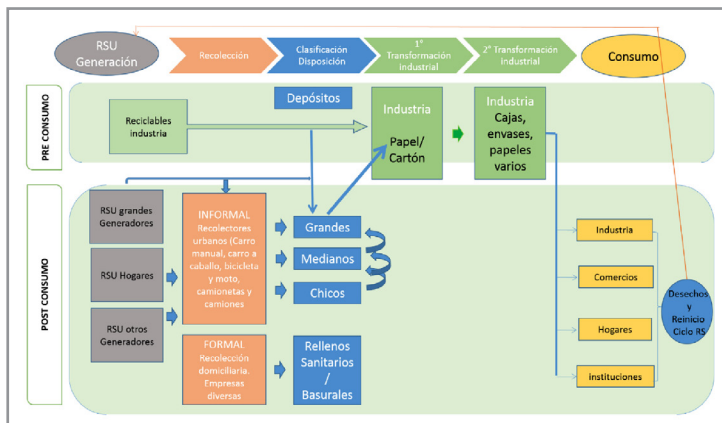 RSU
Generación
Recolección
Clasificación
Disposición
1°
Transformación
industrial
2° Transformación
industrial
Consumo
PRE CONSUMO
Reciclables
industria
Depósitos
Industria
Papel/
Cartón
Industria
Cajas,
envases,
papeles
varios
POST CONSUMO
RSU grandes
Generadores
RSU Hogares
RSU otros
Generadores
INFORMAL
Recolectores
urbanos (Carro
manual, carro a
caballo, bicicleta
y moto,
camionetas y
camiones
FORMAL
Recolección
domiciliaria.
Empresas
diversas
Grandes
Medianos
Chicos
Rellenos
Sanitarios
/
Basurales
Industria
Comercios
Hogares
instituciones
Desechos
y
Reinicio
Ciclo RS